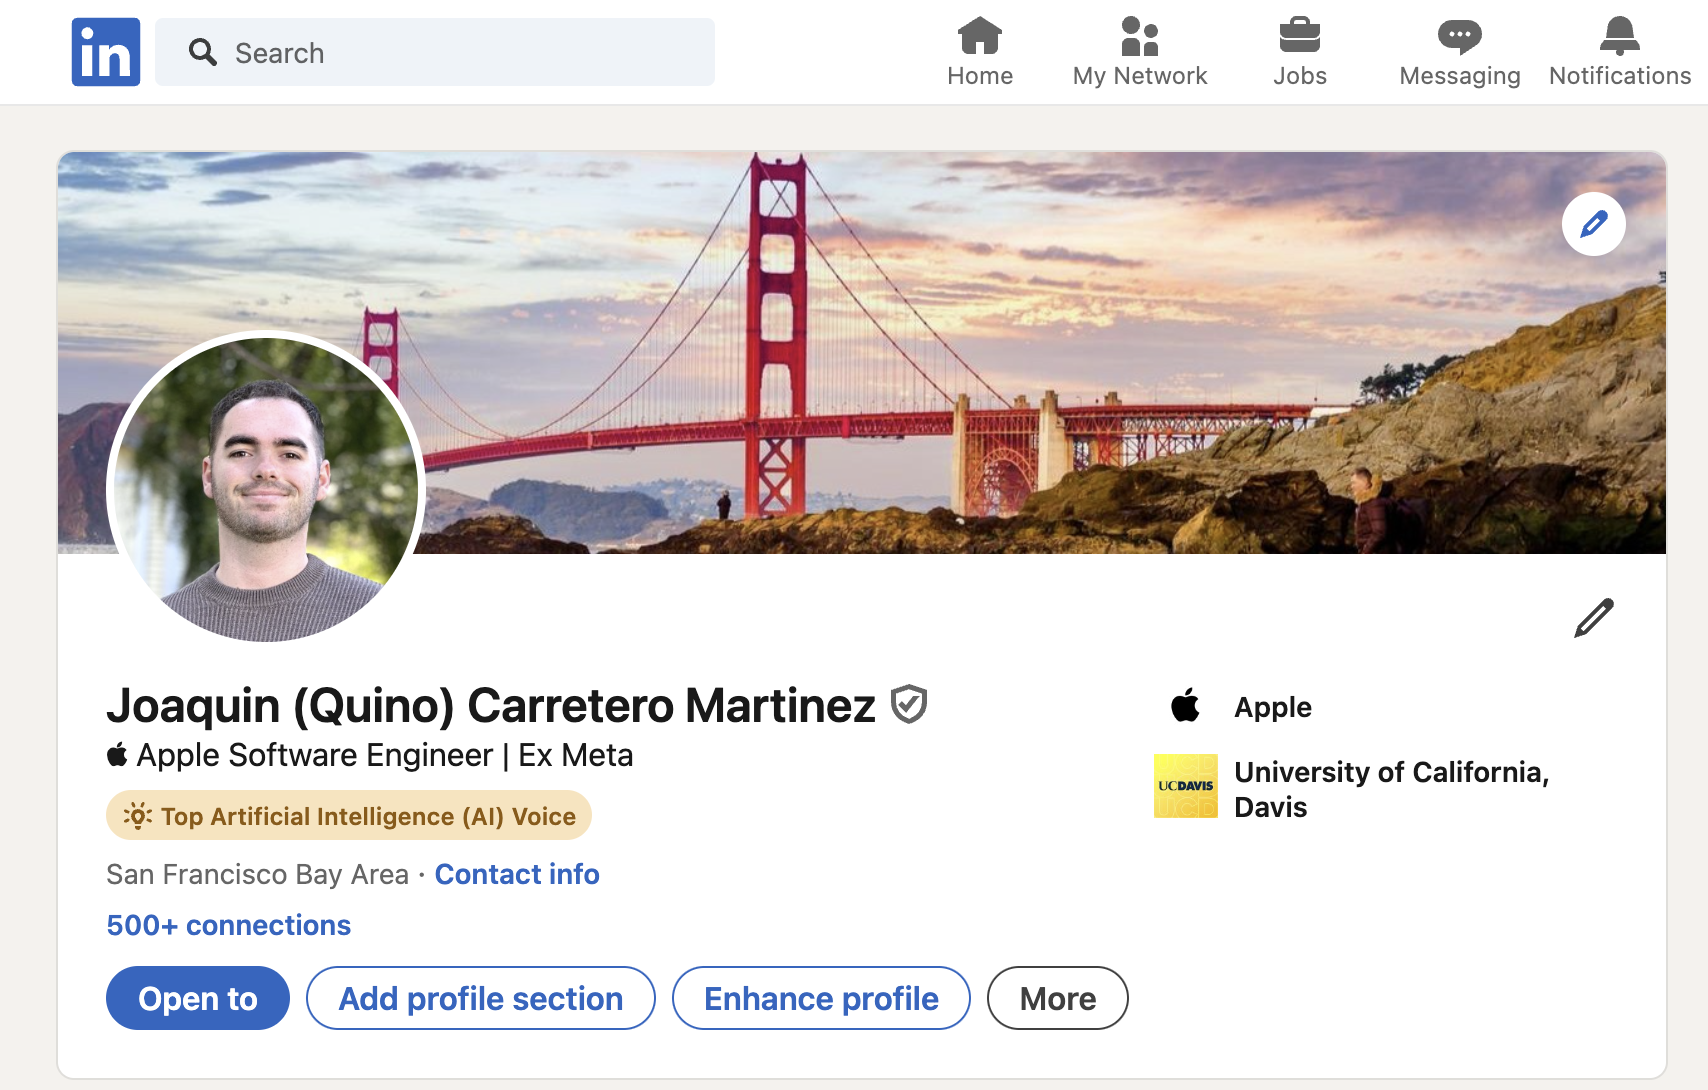 in
Search
Home
My Network
Jobs
Messaging
Notifications
Joaquin (Quino) Carretero Martinez
Apple Software Engineer | Ex Meta
Top Artificial Intelligence (AI) Voice
San Francisco Bay Area · Contact info
500+ connections
Open to
Add profile section
Enhance profile
More
Apple
UCDAVIS
University of California,
Davis